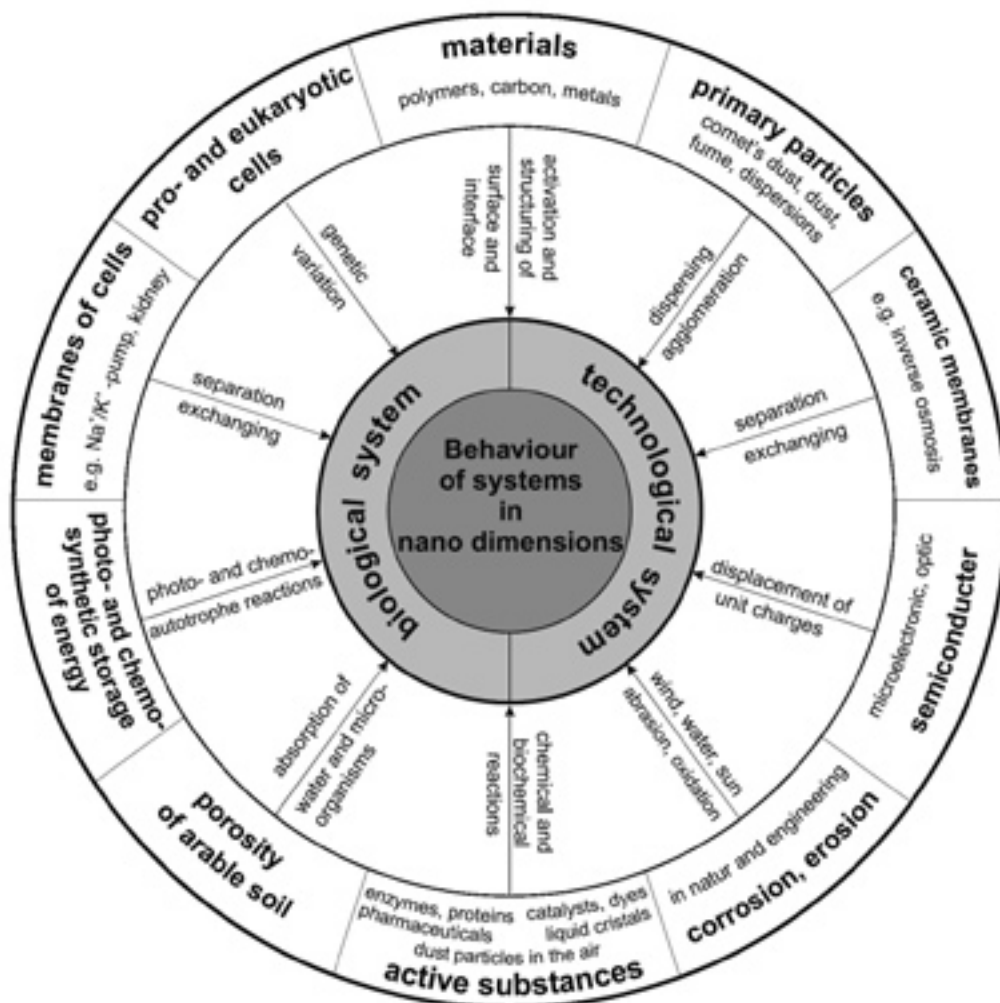 materials
polymers, carbon, metals
primary particles
comet's dust, dust,
fume, dispersions
ceramic membranes
e.g. inverse osmosis
semiconducter
microelectronic, optic
corrosion, erosion
in natur and engineering
active substances
enzymes, proteins
pharmaceuticals
catalysts, dyes
liquid cristals
dust particles in the air
porosity
of arable soil
photo- and chemo-
synthetic storage
of energy
membranes of cells
e.g. Na⁺/K⁺ -pump, kidney
pro- and eukaryotic
cells
activation and
structuring of
surface and
interface
dispersing
agglomeration
separation
exchanging
displacement of
unit charges
wind, water, sun
abrasion, oxidation
chemical and
biochemical
reactions
absorption of
water and micro-
organisms
photo- and chemo-
autotrophe reactions
separation
exchanging
genetic
variation
biological system
technological system
Behaviour
of systems
in
nano dimensions